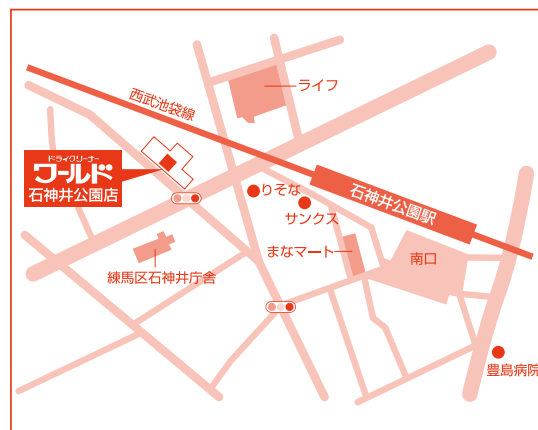 ライフ
西武池袋線
ドライクリーナー
ワールド
石神井公園店
りそな
石神井公園駅
サンクス
まなマート
南口
練馬区石神井庁舎
豊島病院